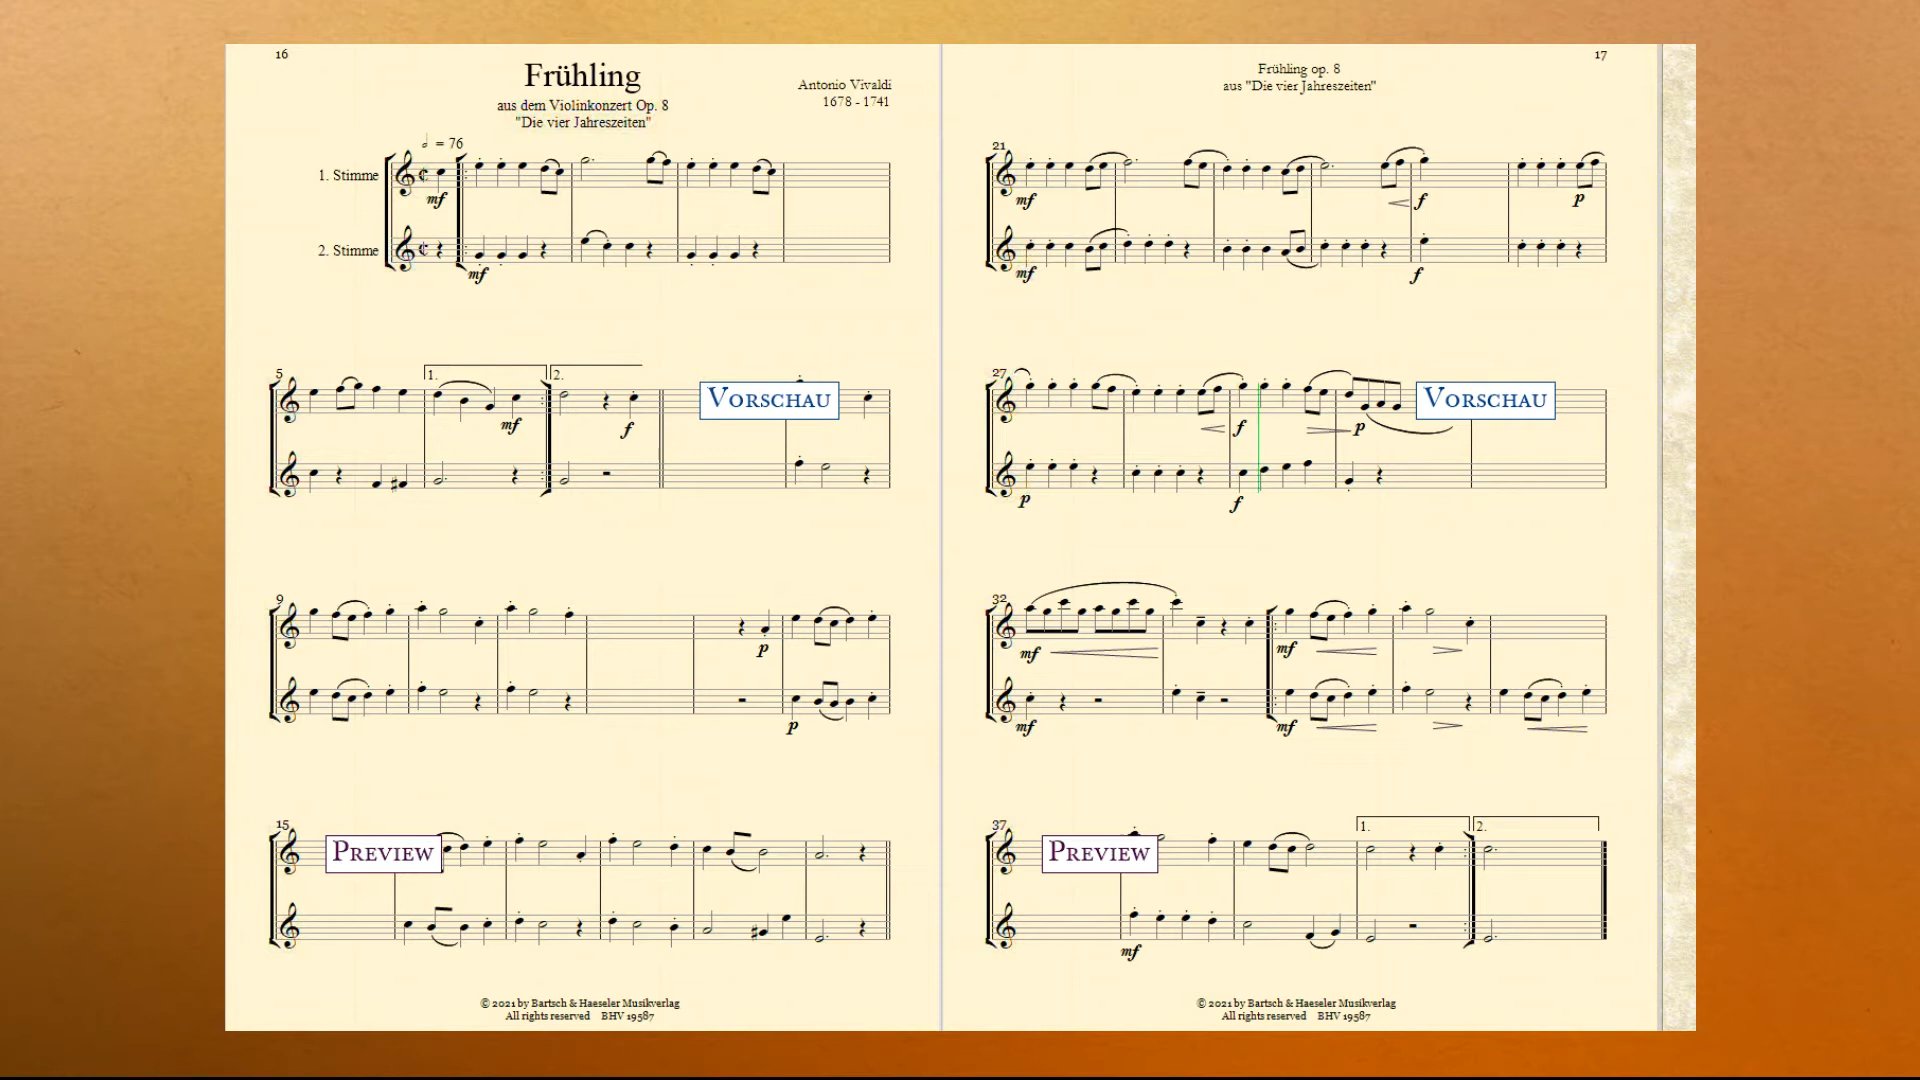 16
Frühling
aus dem Violinkonzert Op. 8
"Die vier Jahreszeiten"
Antonio Vivaldi
1678 - 1741
= 76
1. Stimme
mf
2. Stimme
mf
5
1.
2.
Vorschau
mf
f
9
p
p
15
Preview
© 2021 by Bartsch & Haeseler Musikverlag
All rights reserved BHV 19587
17
Frühling op. 8
aus "Die vier Jahreszeiten"
21
mf
f
p
mf
f
27
Vorschau
f
p
p
f
32
mf
mf
mf
mf
37
1.
2.
Preview
mf
© 2021 by Bartsch & Haeseler Musikverlag
All rights reserved BHV 19587